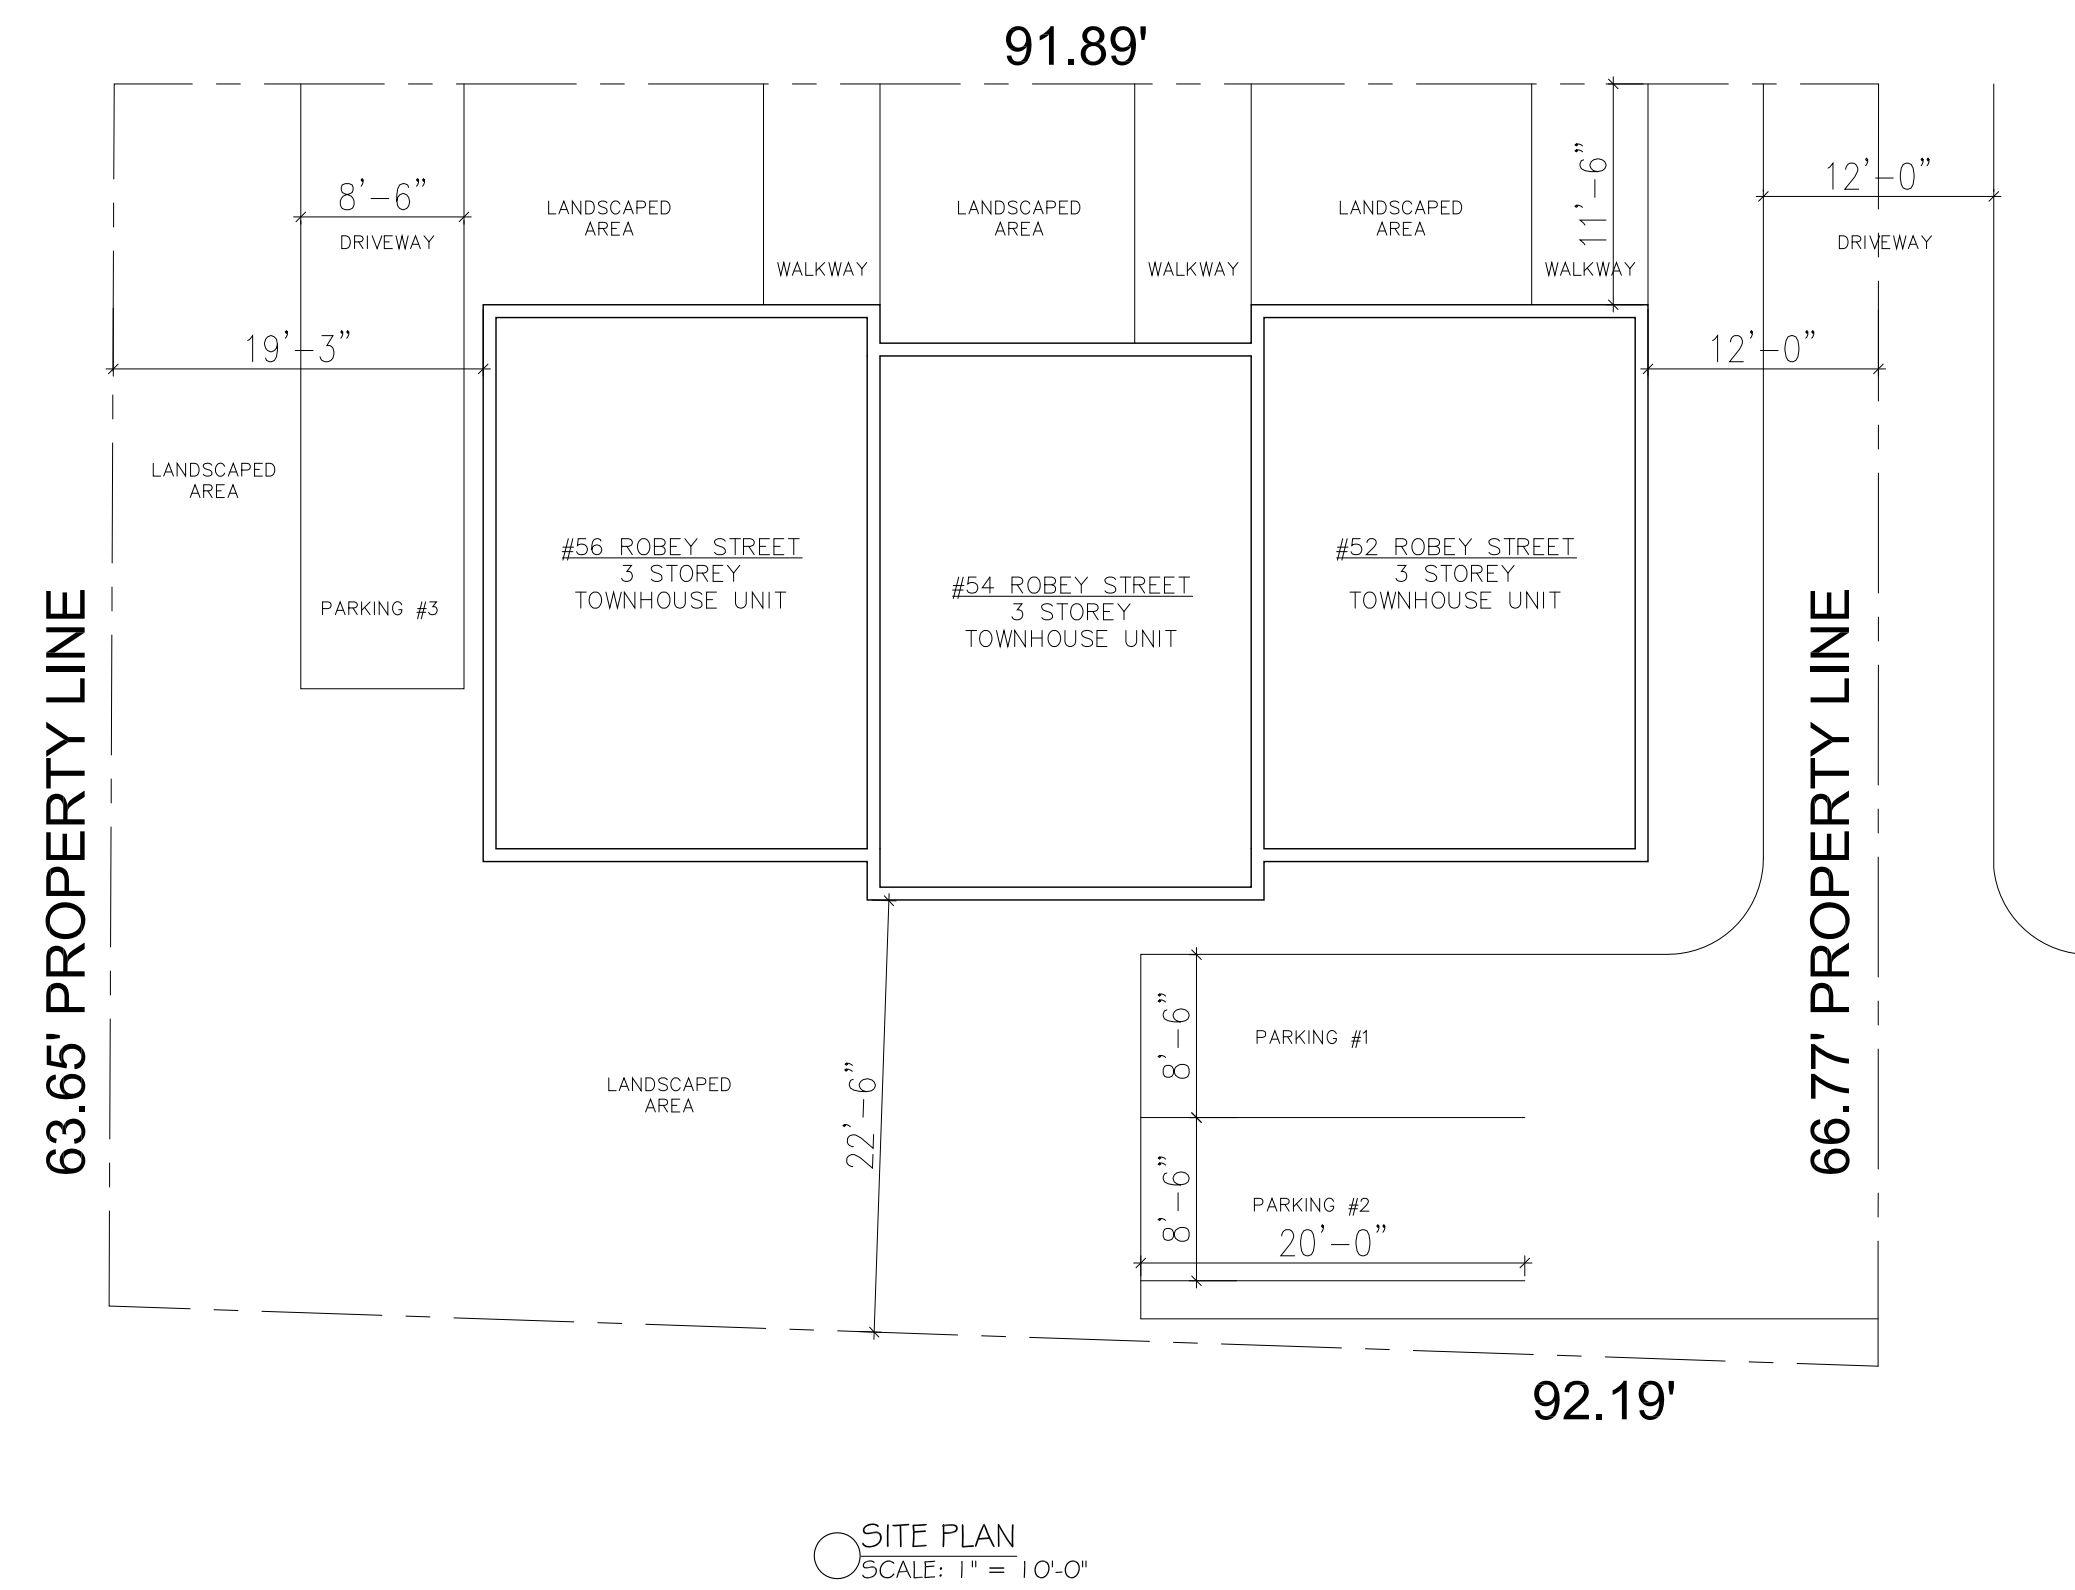 91.89'
8'-6"
DRIVEWAY
LANDSCAPED
AREA
WALKWAY
LANDSCAPED
AREA
WALKWAY
LANDSCAPED
AREA
11'-6"
WALKWAY
12'-0"
DRIVEWAY
19'-3"
12'-0"
LANDSCAPED
AREA
PARKING #3
#56 ROBEY STREET
3 STOREY
TOWNHOUSE UNIT
#54 ROBEY STREET
3 STOREY
TOWNHOUSE UNIT
#52 ROBEY STREET
3 STOREY
TOWNHOUSE UNIT
63.65' PROPERTY LINE
66.77' PROPERTY LINE
LANDSCAPED
AREA
22'-6"
8'-6"
PARKING #1
8'-6"
PARKING #2
20'-0"
92.19'
SITE PLAN
SCALE: 1" = 10'-0"